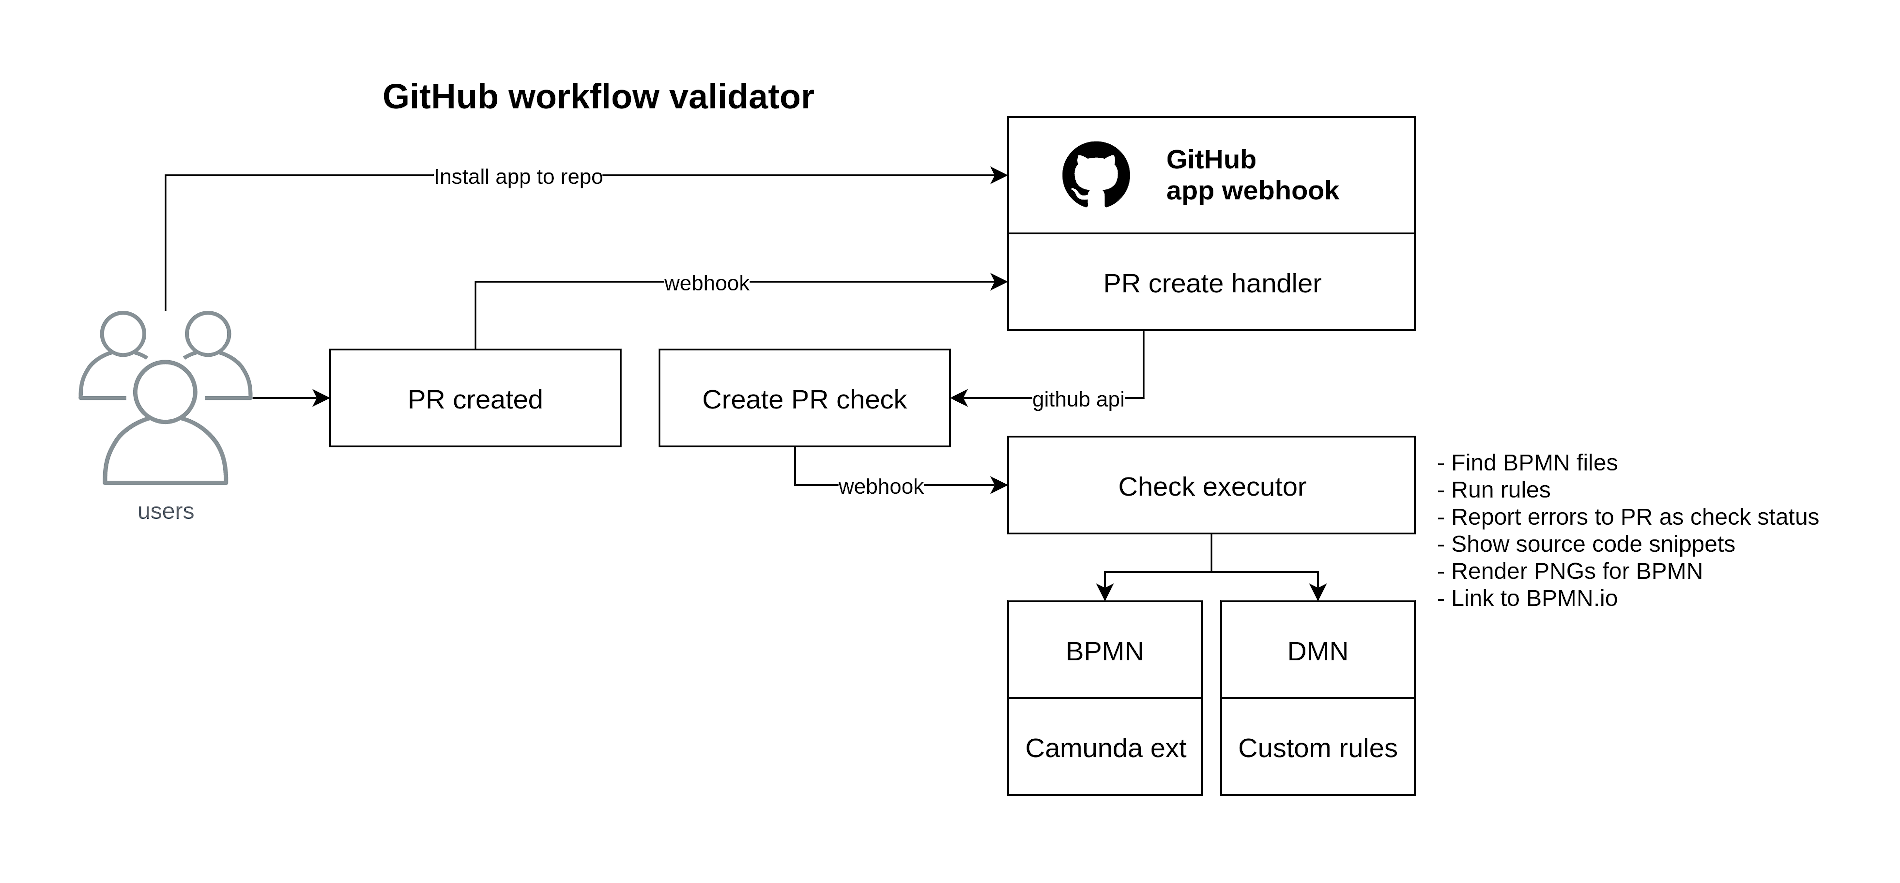 GitHub workflow validator
GitHub
app webhook
Install app to repo
webhook
PR create handler
PR created
Create PR check
github api
webhook
Check executor
- Find BPMN files
- Run rules
- Report errors to PR as check status
- Show source code snippets
- Render PNGs for BPMN
- Link to BPMN.io
users
BPMN
DMN
Camunda ext
Custom rules